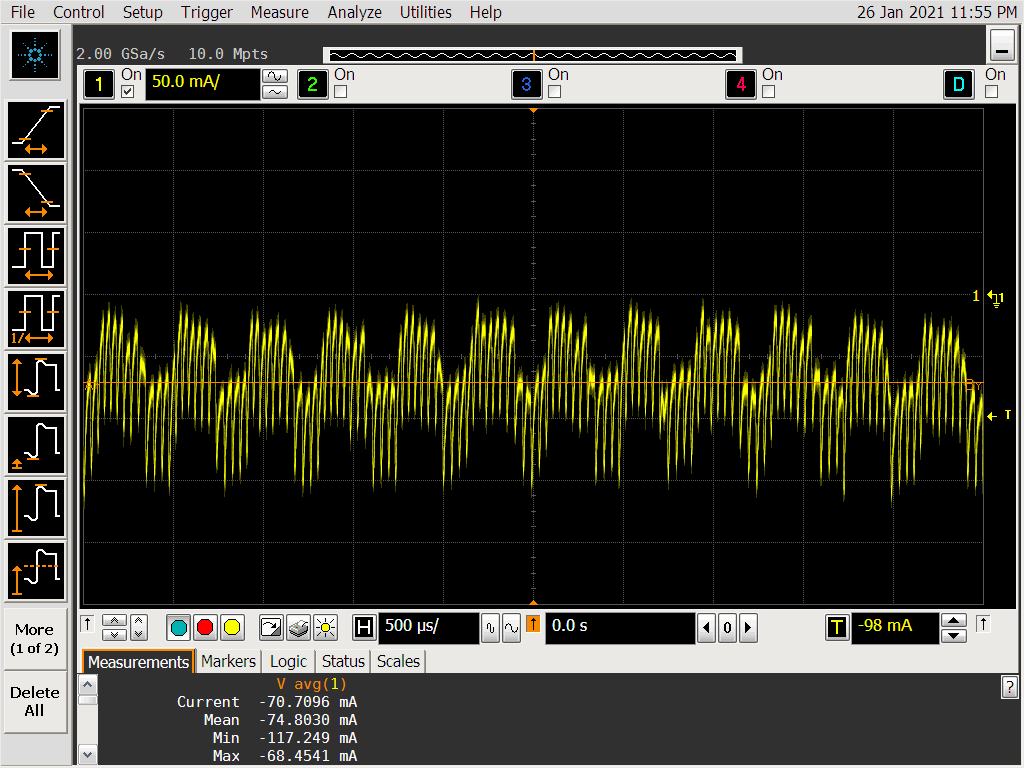 File Control Setup Trigger Measure Analyze Utilities Help 26 Jan 2021 11:55 PM
2.00 GSa/s 10.0 Mpts
1 On 50.0 mA/ 2 On 3 On 4 On D On
1/
1 1
T
H 500 µs/ 0.0 s 0 T -98 mA
More
(1 of 2)
Delete
All
Measurements Markers Logic Status Scales
V avg(1)
Current -70.7096 mA
Mean -74.8030 mA
Min -117.249 mA
Max -68.4541 mA
?